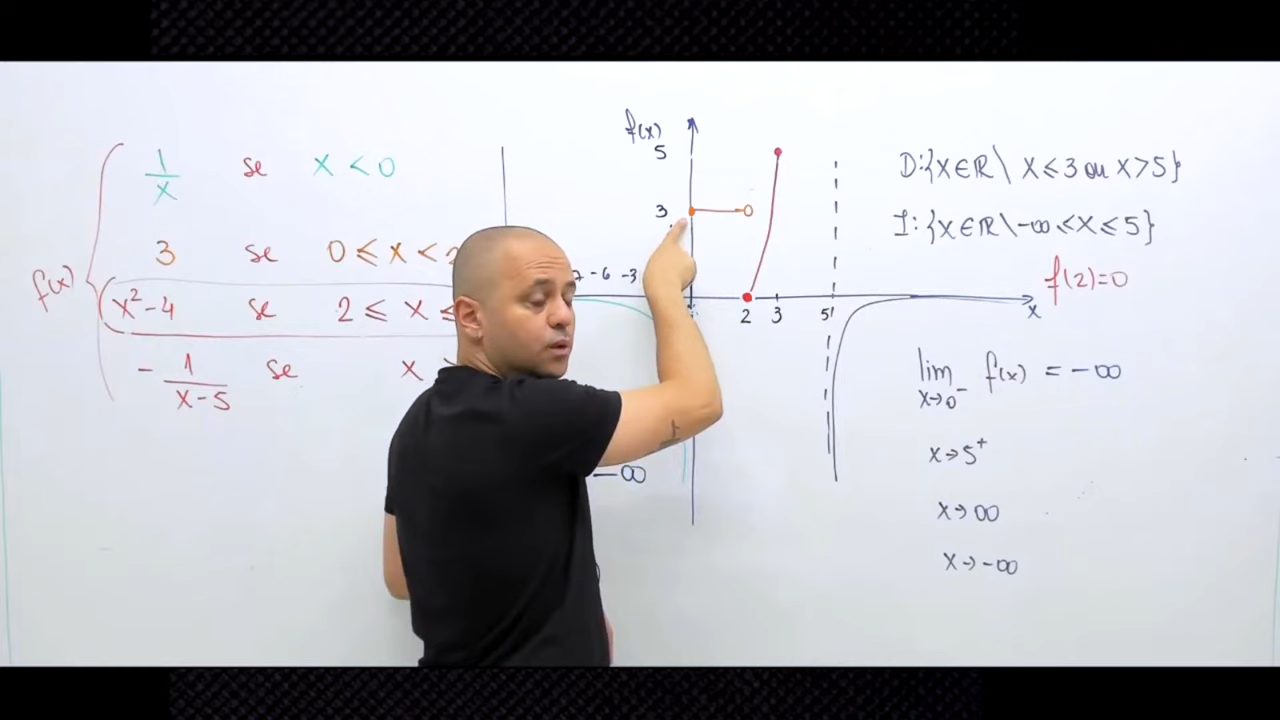 f(x) {
1/x se x < 0
3 se 0 ≤ x <
x²-4 se 2 ≤ x ≤
- 1/(x-5) se x
f(x)
5
3
-6 -3
2 3 5 x
-∞
D:{x∈ℝ \ x≤3 ou x>5}
I:{x∈ℝ \ -∞<x≤5}
f(2)=0
lim x→0⁻ f(x) = -∞
x→5⁺
x→∞
x→-∞